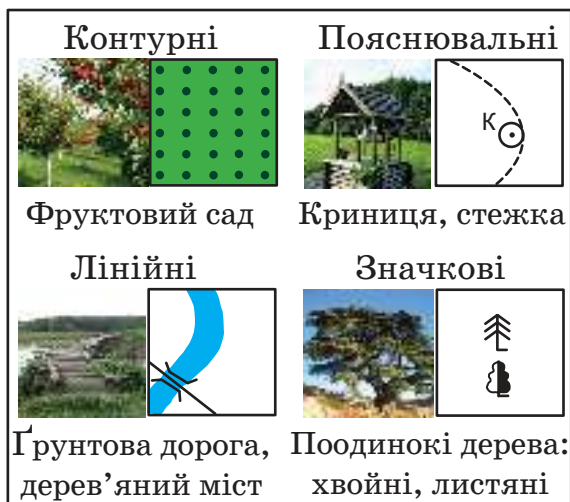 Контурні
Пояснювальні
К
Фруктовий сад
Криниця, стежка
Лінійні
Значкові
Ґрунтова дорога,
дерев’яний міст
Поодинокі дерева:
хвойні, листяні